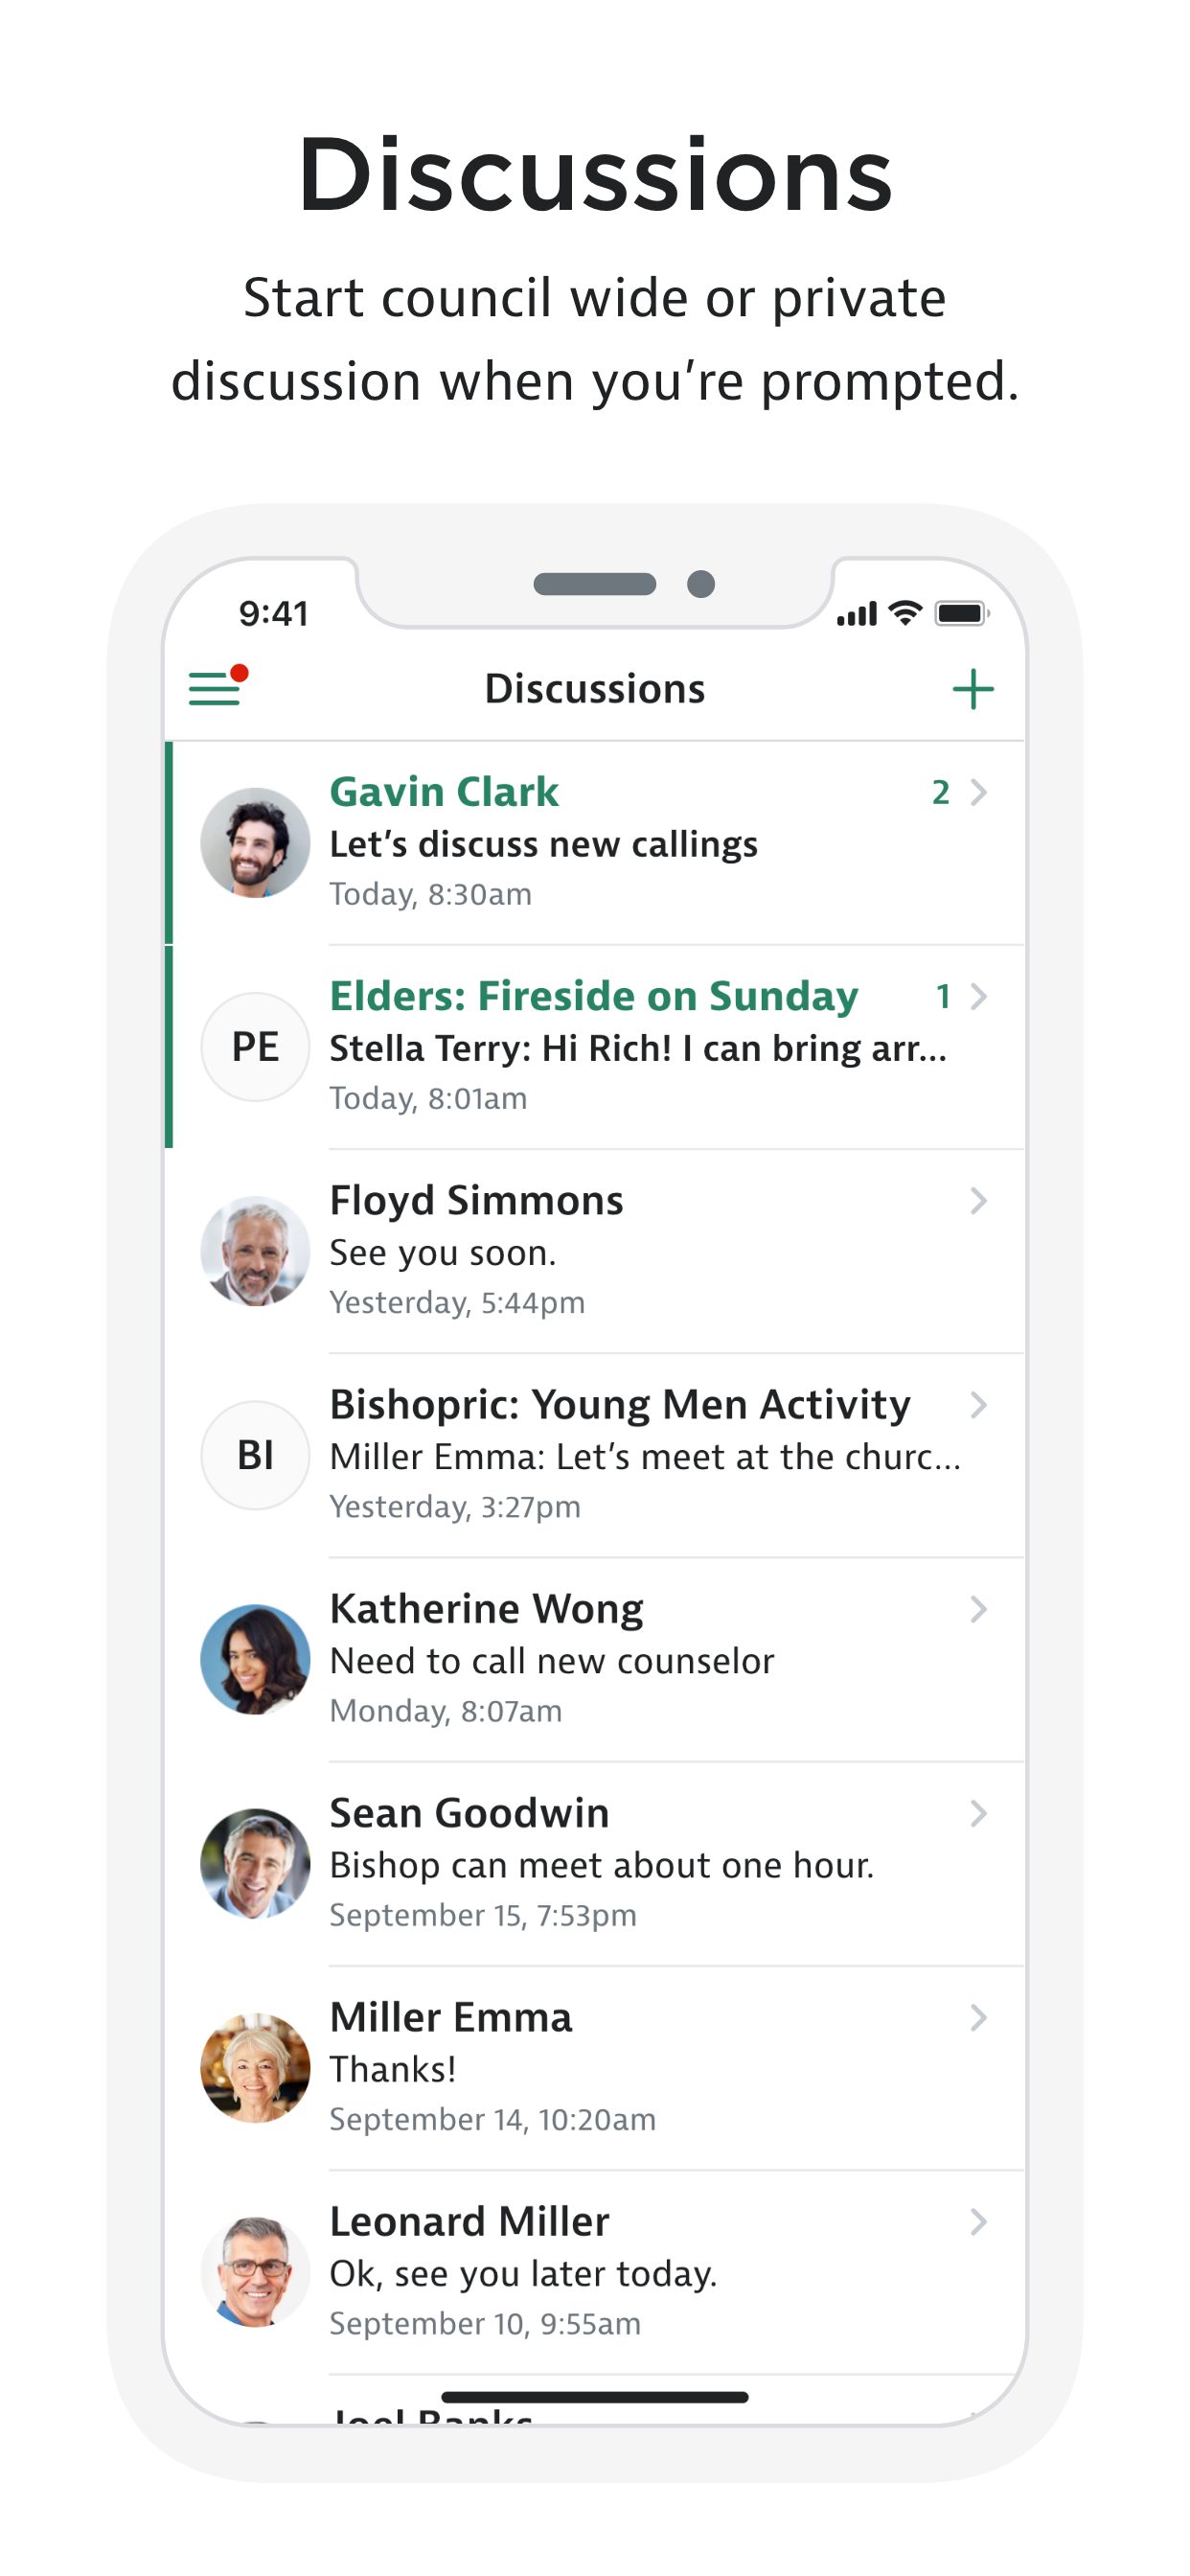 Discussions
Start council wide or private
discussion when you’re prompted.
9:41
Discussions
Gavin Clark 2
Let’s discuss new callings
Today, 8:30am
Elders: Fireside on Sunday 1
PE
Stella Terry: Hi Rich! I can bring arr...
Today, 8:01am
Floyd Simmons
See you soon.
Yesterday, 5:44pm
Bishopric: Young Men Activity
BI
Miller Emma: Let’s meet at the churc...
Yesterday, 3:27pm
Katherine Wong
Need to call new counselor
Monday, 8:07am
Sean Goodwin
Bishop can meet about one hour.
September 15, 7:53pm
Miller Emma
Thanks!
September 14, 10:20am
Leonard Miller
Ok, see you later today.
September 10, 9:55am
Joel Banks